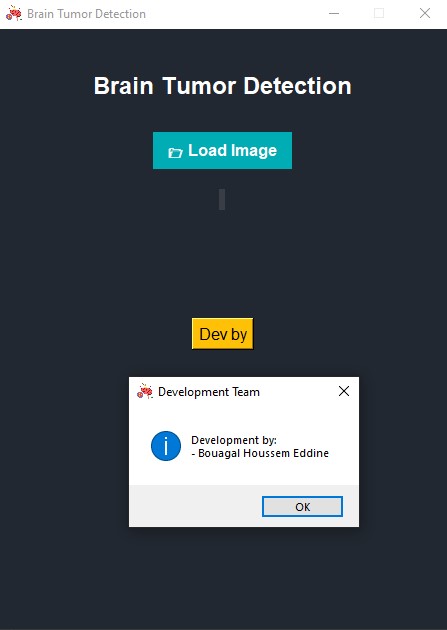 Brain Tumor Detection
Brain Tumor Detection
Load Image
Dev by
Development Team
Development by:
- Bouagal Houssem Eddine
OK